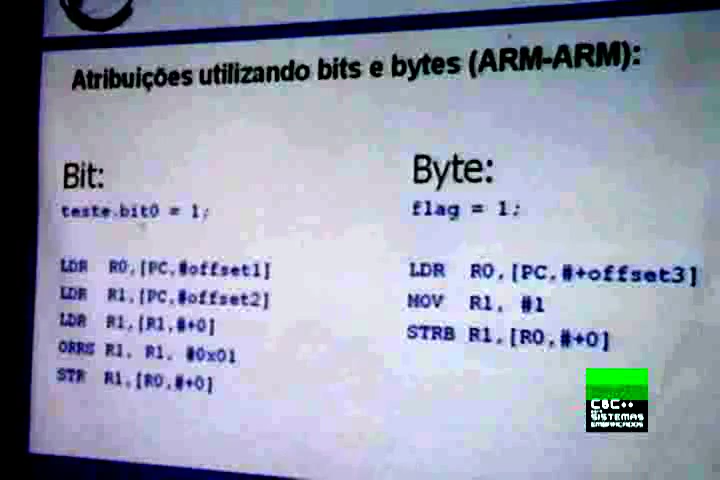 Atribuições utilizando bits e bytes (ARM-ARM):
Bit:
teste.bit0 = 1;
LDR R0,[PC,#offset1]
LDR R1,[PC,#offset2]
LDR R1,[R1,#+0]
ORRS R1, R1, #0x01
STR R1,[R0,#+0]
Byte:
flag = 1;
LDR R0,[PC,#+offset3]
MOV R1, #1
STRB R1,[R0,#+0]
C&C++
SISTEMAS
EMBARCADOS